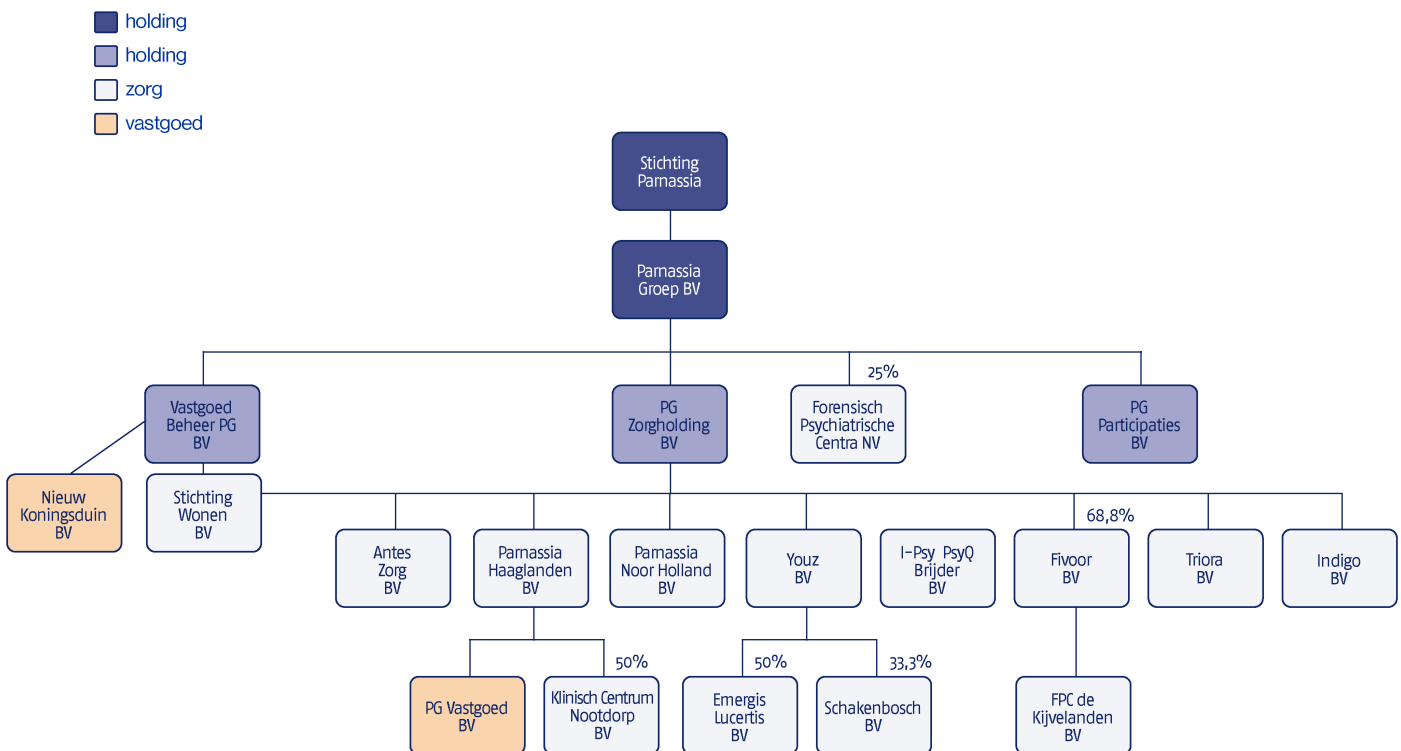 holding
holding
zorg
vastgoed
Stichting
Parnassia
Parnassia
Groep BV
25%
Vastgoed
Beheer PG
BV
PG
Zorgholding
BV
Forensisch
Psychiatrische
Centra NV
PG
Participaties
BV
Nieuw
Koningsduin
BV
Stichting
Wonen
BV
68,8%
Antes
Zorg
BV
Parnassia
Haaglanden
BV
Parnassia
Noor Holland
BV
Youz
BV
I-Psy PsyQ
Brijder
BV
Fivoor
BV
Triora
BV
Indigo
BV
50%
50%
33,3%
PG Vastgoed
BV
Klinisch Centrum
Nootdorp
BV
Emergis
Lucertis
BV
Schakenbosch
BV
FPC de
Kijvelanden
BV